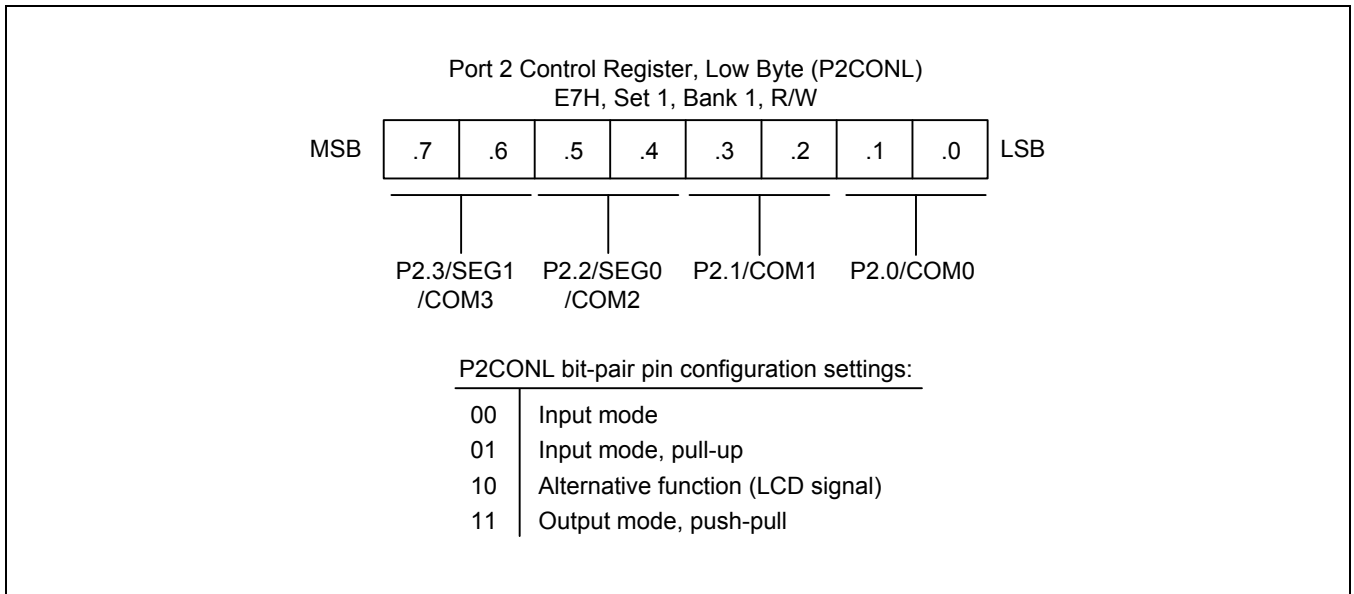 Port 2 Control Register, Low Byte (P2CONL)
E7H, Set 1, Bank 1, R/W
MSB .7 .6 .5 .4 .3 .2 .1 .0 LSB
P2.3/SEG1 P2.2/SEG0 P2.1/COM1 P2.0/COM0
/COM3 /COM2
P2CONL bit-pair pin configuration settings:
00 Input mode
01 Input mode, pull-up
10 Alternative function (LCD signal)
11 Output mode, push-pull